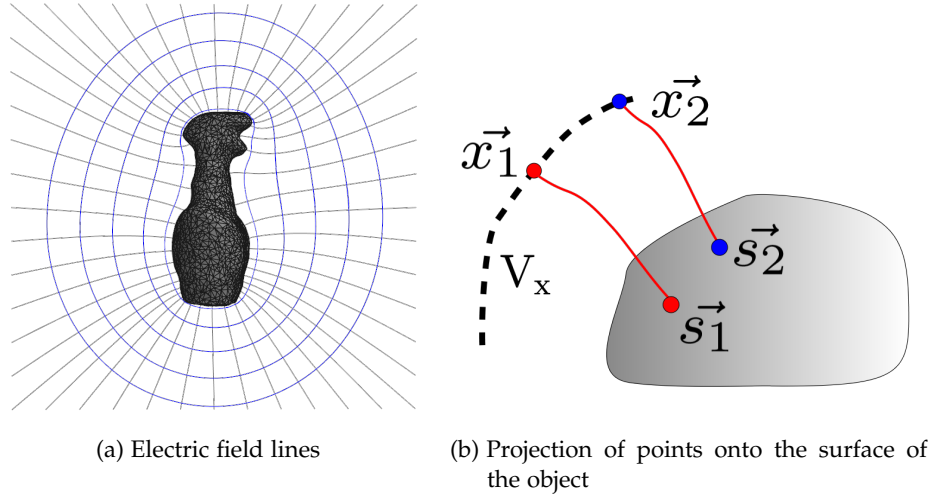 x⃗₂
x⃗₁
s⃗₂
Vₓ
s⃗₁
(a) Electric field lines
(b) Projection of points onto the surface of
the object